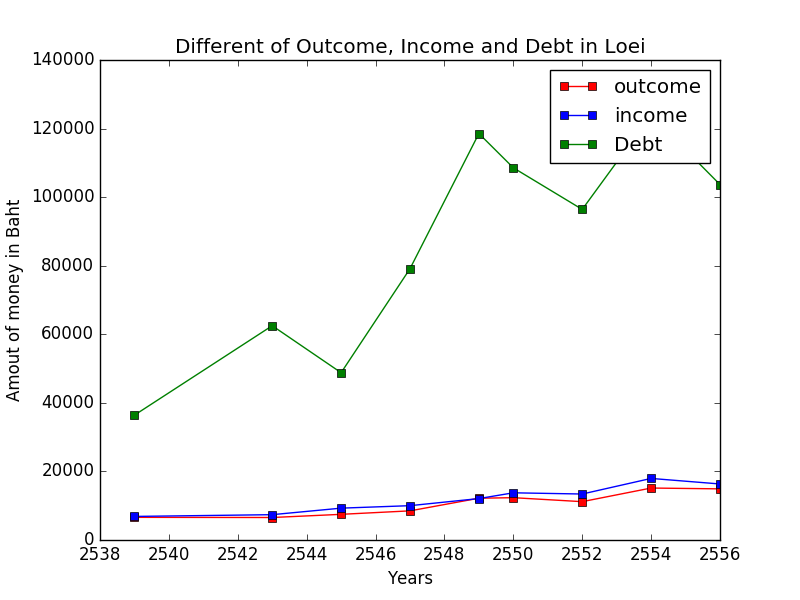 Different of Outcome, Income and Debt in Loei
140000
120000
100000
80000
60000
40000
20000
0
outcome
income
Debt
Amout of money in Baht
2538 2540 2542 2544 2546 2548 2550 2552 2554 2556
Years